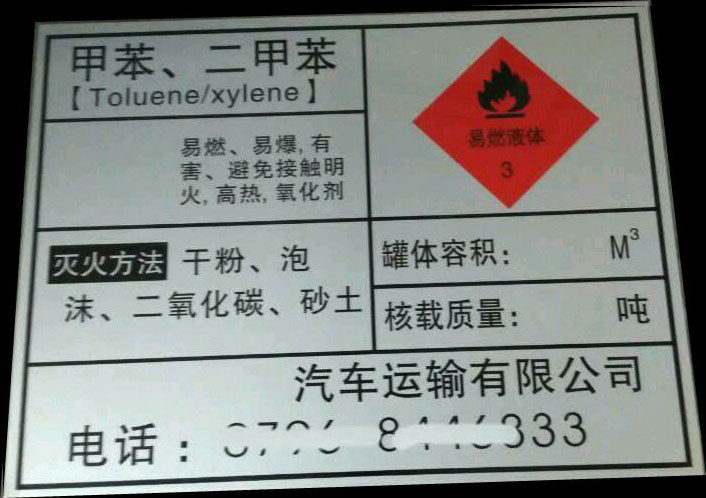 甲苯、二甲苯
【Toluene/xylene】
易燃液体
3
易燃、易爆,有
害、避免接触明
火,高热,氧化剂
灭火方法 干粉、泡
沫、二氧化碳、砂土
罐体容积: M³
核载质量: 吨
汽车运输有限公司
电话: